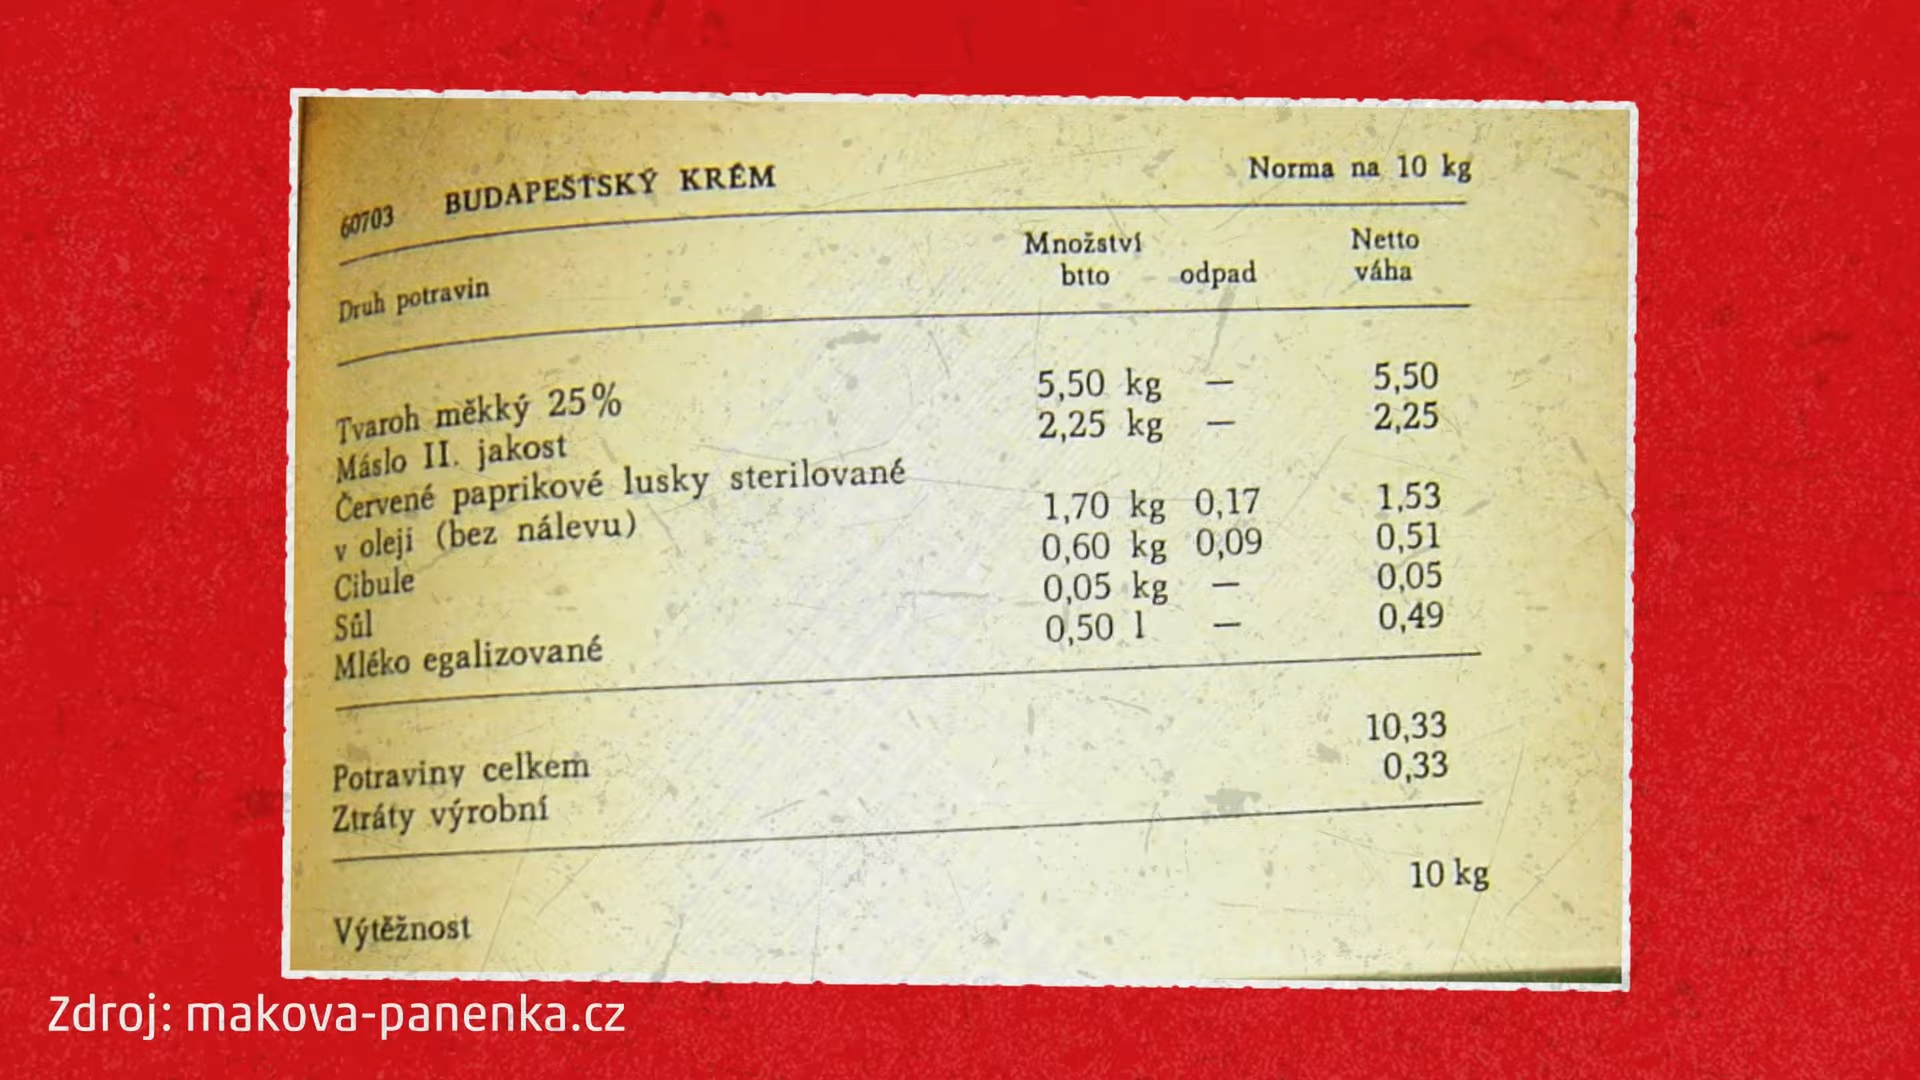 60703 BUDAPEŠŤSKÝ KRÉM Norma na 10 kg
Druh potravin Množství btto odpad Netto váha
Tvaroh měkký 25% 5,50 kg — 5,50
Máslo II. jakost 2,25 kg — 2,25
Červené paprikové lusky sterilované
v oleji (bez nálevu) 1,70 kg 0,17 1,53
Cibule 0,60 kg 0,09 0,51
Sůl 0,05 kg — 0,05
Mléko egalizované 0,50 l — 0,49
Potraviny celkem 10,33
Ztráty výrobní 0,33
Výtěžnost 10 kg
Zdroj: makova-panenka.cz